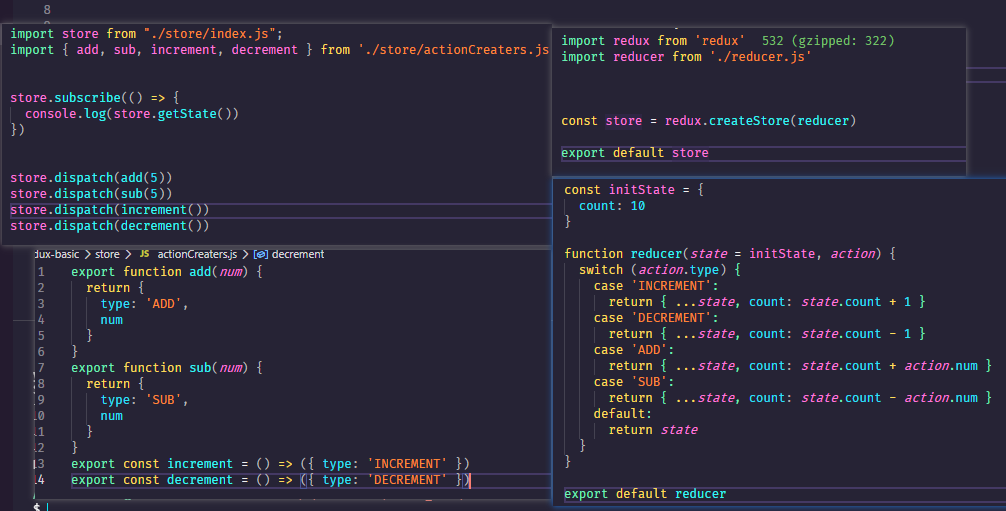 8
import store from "./store/index.js";
import { add, sub, increment, decrement } from './store/actionCreaters.js
store.subscribe(() => {
console.log(store.getState())
})
store.dispatch(add(5))
store.dispatch(sub(5))
store.dispatch(increment())
store.dispatch(decrement())
import redux from 'redux' 532 (gzipped: 322)
import reducer from './reducer.js'
const store = redux.createStore(reducer)
export default store
dux-basic > store > JS actionCreaters.js > decrement
1 export function add(num) {
2 return {
3 type: 'ADD',
4 num
5 }
6 }
7 export function sub(num) {
8 return {
9 type: 'SUB',
0 num
1 }
2 }
3 export const increment = () => ({ type: 'INCREMENT' })
4 export const decrement = () => ({ type: 'DECREMENT' })
$
const initState = {
count: 10
}
function reducer(state = initState, action) {
switch (action.type) {
case 'INCREMENT':
return { ...state, count: state.count + 1 }
case 'DECREMENT':
return { ...state, count: state.count - 1 }
case 'ADD':
return { ...state, count: state.count + action.num }
case 'SUB':
return { ...state, count: state.count - action.num }
default:
return state
}
}
export default reducer